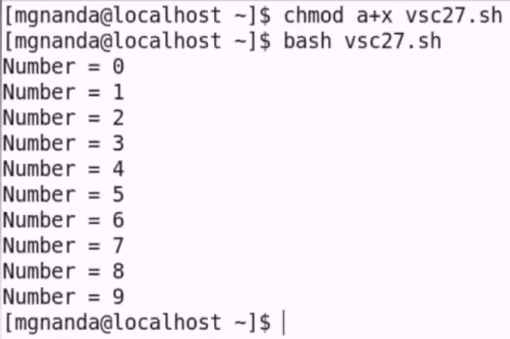 [mgnanda@localhost ~]$ chmod a+x vsc27.sh
[mgnanda@localhost ~]$ bash vsc27.sh
Number = 0
Number = 1
Number = 2
Number = 3
Number = 4
Number = 5
Number = 6
Number = 7
Number = 8
Number = 9
[mgnanda@localhost ~]$